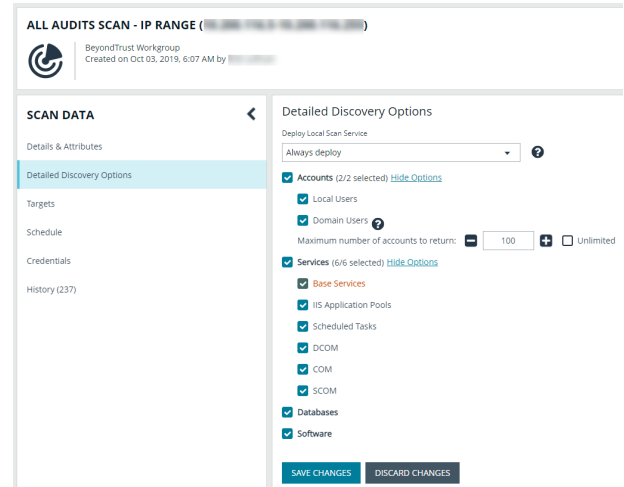 ALL AUDITS SCAN - IP RANGE ( )
BeyondTrust Workgroup
Created on Oct 03, 2019, 6:07 AM by
SCAN DATA
Details & Attributes
Detailed Discovery Options
Targets
Schedule
Credentials
History (237)
Detailed Discovery Options
Deploy Local Scan Service
Always deploy
Accounts (2/2 selected) Hide Options
Local Users
Domain Users
Maximum number of accounts to return: 100 Unlimited
Services (6/6 selected) Hide Options
Base Services
IIS Application Pools
Scheduled Tasks
DCOM
COM
SCOM
Databases
Software
SAVE CHANGES DISCARD CHANGES